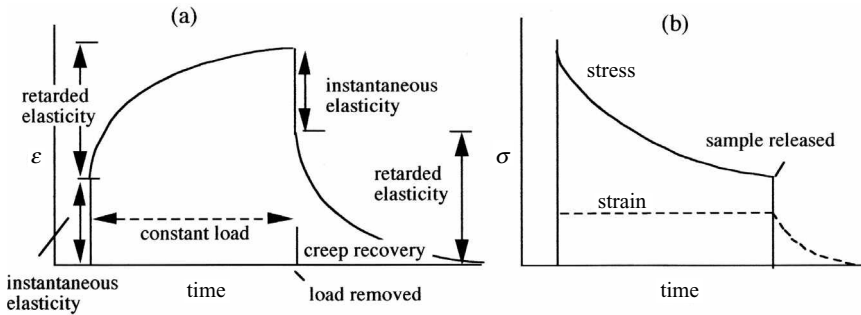 (a)
retarded
elasticity
ε
instantaneous
elasticity
constant load
time
instantaneous
elasticity
retarded
elasticity
creep recovery
load removed
(b)
σ
stress
sample released
strain
time